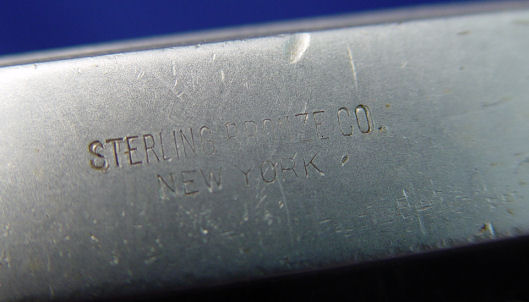 STERLING BRONZE CO.
NEW YORK